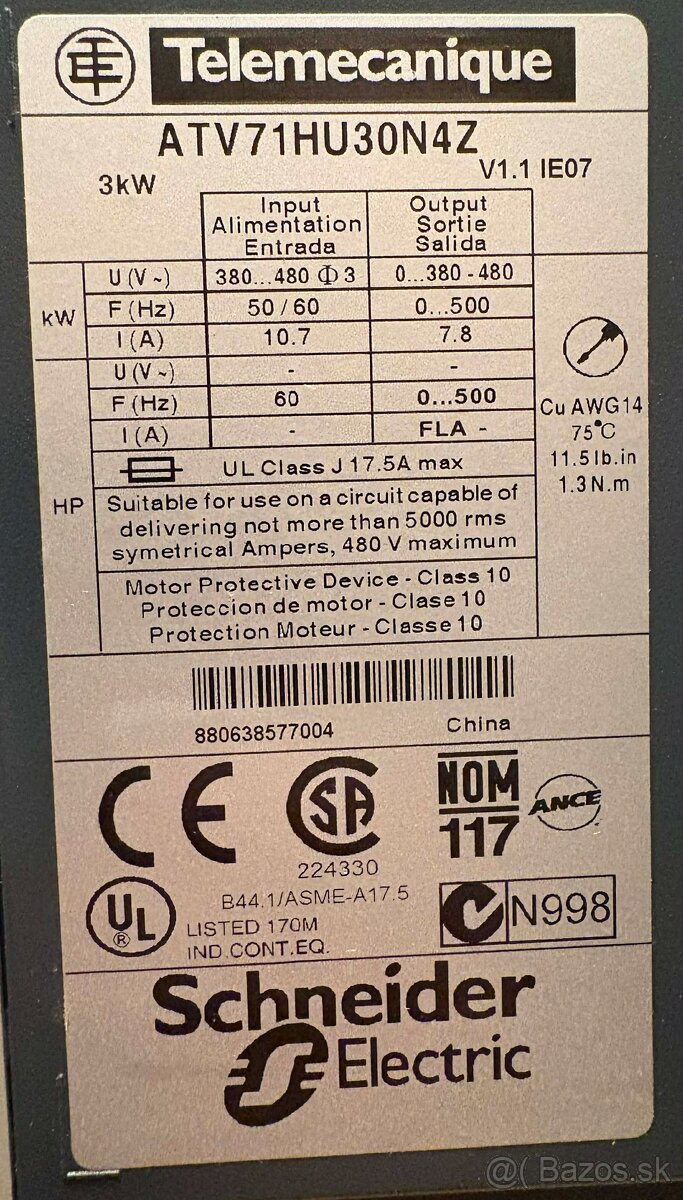 Telemecanique
ATV71HU30N4Z
3kW
V1.1 IE07
Input Output
Alimentation Sortie
Entrada Salida
kW
U (V ~) 380...480 Φ 3 0...380 - 480
F (Hz) 50 / 60 0...500
I (A) 10.7 7.8
HP
U (V ~) - -
F (Hz) 60 0...500
I (A) - FLA -
Cu AWG14
75°C
11.5 lb.in
1.3 N.m
UL Class J 17.5A max
Suitable for use on a circuit capable of
delivering not more than 5000 rms
symetrical Ampers, 480 V maximum
Motor Protective Device - Class 10
Proteccion de motor - Clase 10
Protection Moteur - Classe 10
880638577004
China
CE
SA
224330
NOM
117
ANCE
UL
®
B44.1/ASME-A17.5
LISTED 170M
IND.CONT.EQ.
N998
Schneider
Electric
@( Bazos.sk